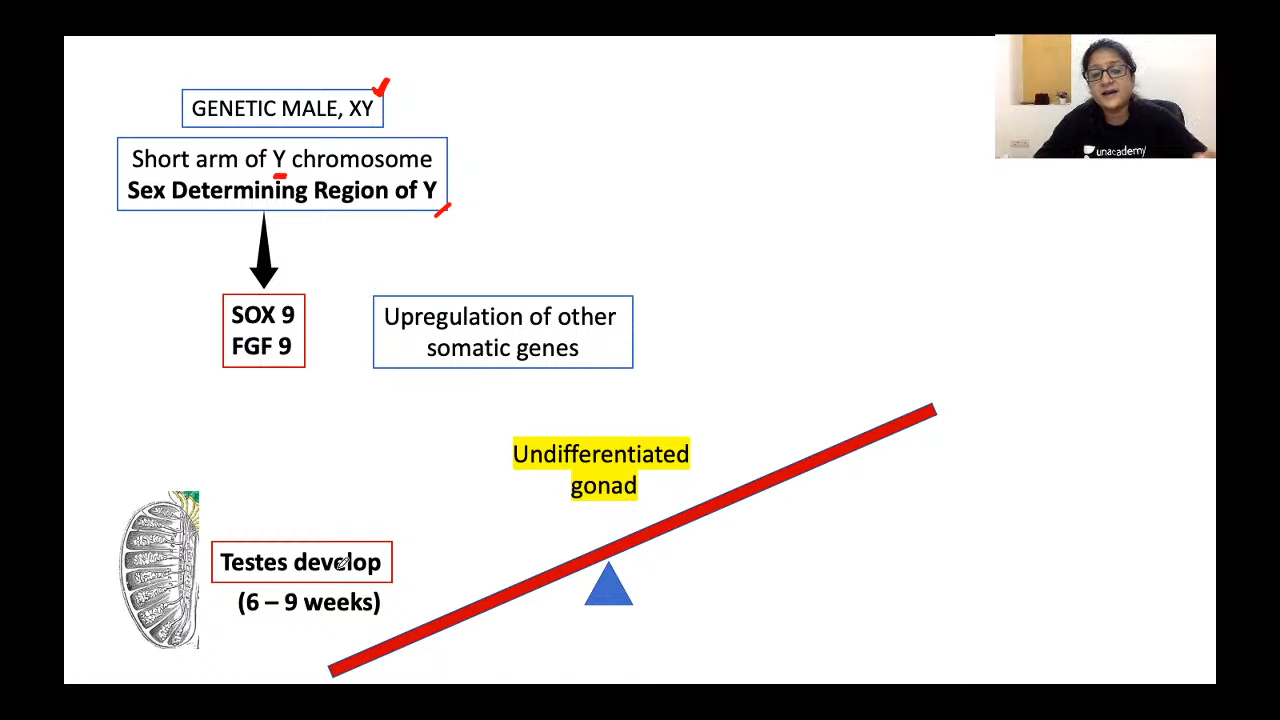 GENETIC MALE, XY
Short arm of Y chromosome
Sex Determining Region of Y
SOX 9
FGF 9
Upregulation of other
somatic genes
Undifferentiated
gonad
Testes develop
(6 – 9 weeks)
unacademy